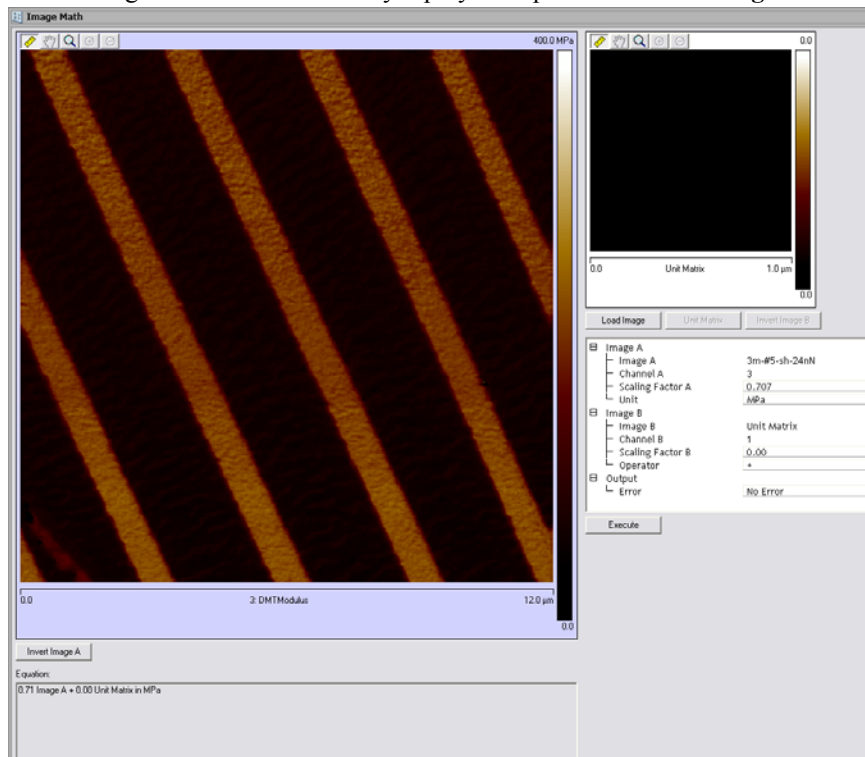 Image Math
400.0 MPa
0.0
3: DMTModulus
12.0 µm
0.0
Invert Image A
Equation:
0.71 Image A + 0.00 Unit Matrix in MPa
0.0
0.0
Unit Matrix
1.0 µm
0.0
Load Image
Unit Matrix
Invert Image B
Image A
Image A 3m-#5-sh-24nN
Channel A 3
Scaling Factor A 0.707
Unit MPa
Image B
Image B Unit Matrix
Channel B 1
Scaling Factor B 0.00
Operator +
Output
Error No Error
Execute